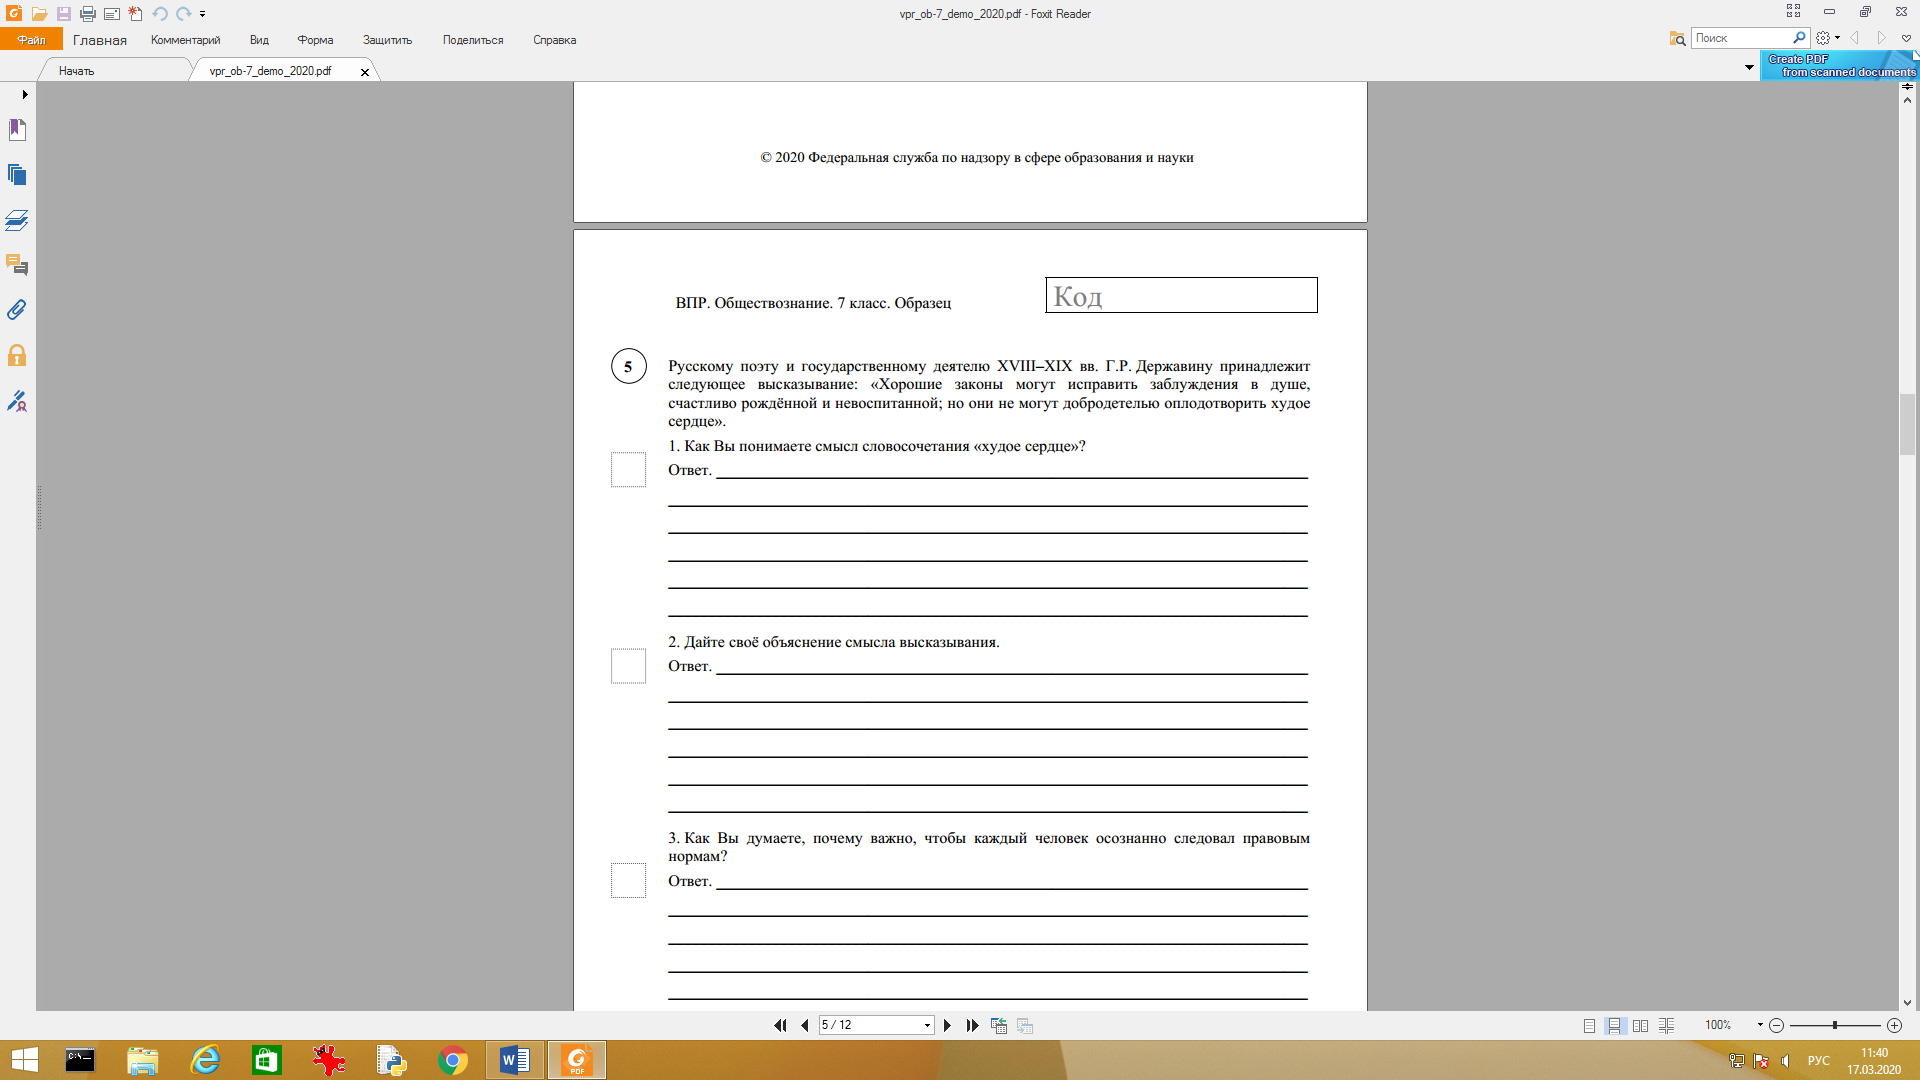 vpr_ob-7_demo_2020.pdf - Foxit Reader
Файл Главная Комментарий Вид Форма Защитить Поделиться Справка
Поиск
Начать vpr_ob-7_demo_2020.pdf
Create PDF
from scanned documents
© 2020 Федеральная служба по надзору в сфере образования и науки
ВПР. Обществознание. 7 класс. Образец
Код
5
Русскому поэту и государственному деятелю XVIII–XIX вв. Г.Р. Державину принадлежит
следующее высказывание: «Хорошие законы могут исправить заблуждения в душе,
счастливо рождённой и невоспитанной; но они не могут добродетелью оплодотворить худое
сердце».
1. Как Вы понимаете смысл словосочетания «худое сердце»?
Ответ.
2. Дайте своё объяснение смысла высказывания.
Ответ.
3. Как Вы думаете, почему важно, чтобы каждый человек осознанно следовал правовым
нормам?
Ответ.
5 / 12
100%
C:\.
W
PDF
РУС
11:40
17.03.2020